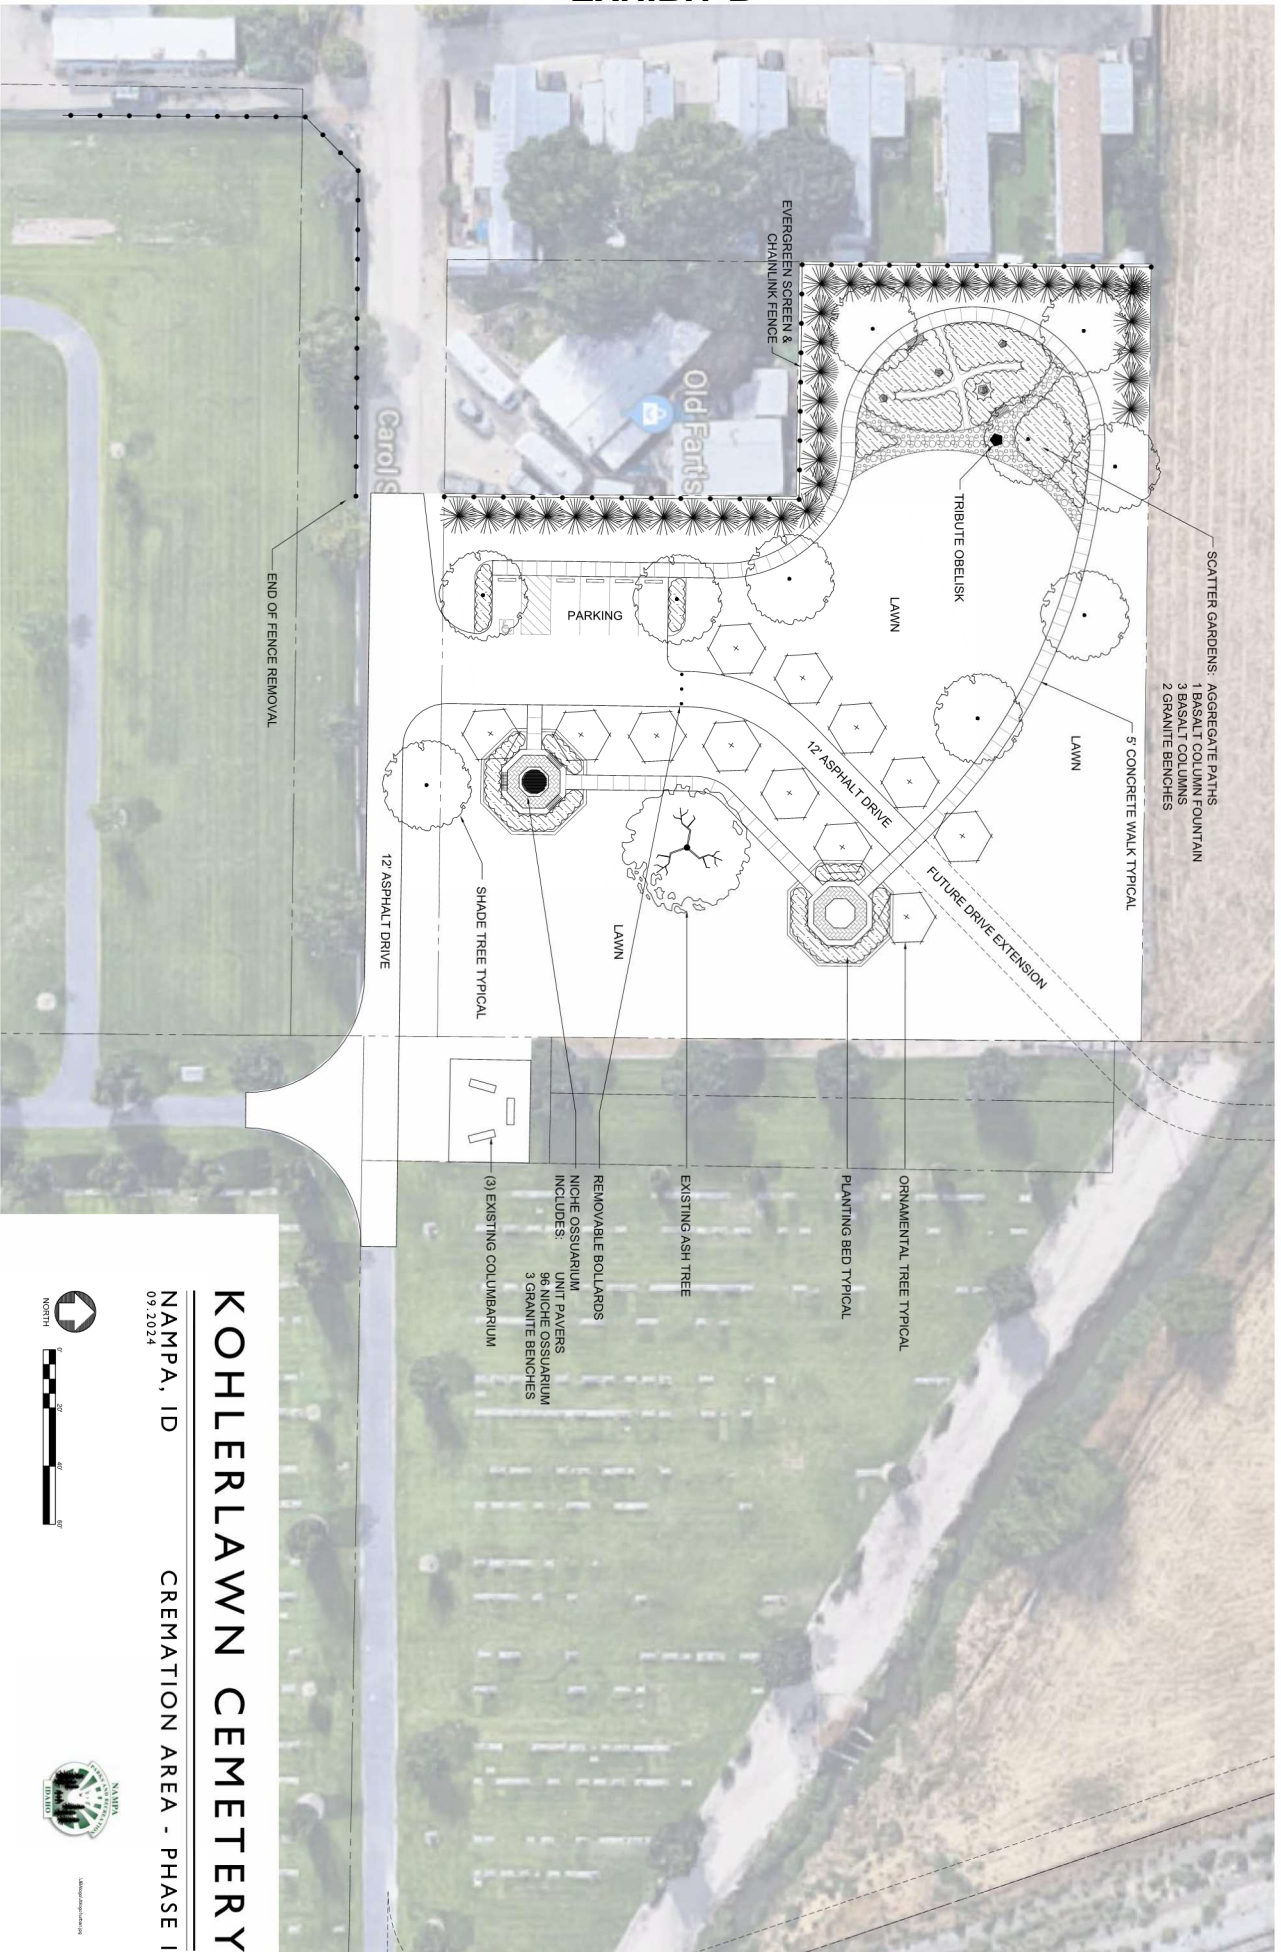 EXHIBIT B
EVERGREEN SCREEN &
CHAINLINK FENCE
Old Farts
Carol S
SCATTER GARDENS: AGGREGATE PATHS
1 BASALT COLUMN FOUNTAIN
3 BASALT COLUMNS
2 GRANITE BENCHES
TRIBUTE OBELISK
LAWN
LAWN
5' CONCRETE WALK TYPICAL
PARKING
END OF FENCE REMOVAL
12' ASPHALT DRIVE
FUTURE DRIVE EXTENSION
12' ASPHALT DRIVE
SHADE TREE TYPICAL
LAWN
ORNAMENTAL TREE TYPICAL
PLANTING BED TYPICAL
EXISTING ASH TREE
REMOVABLE BOLLARDS
NICHE OSSUARIUM
INCLUDES: UNIT PAVERS
96 NICHE OSSUARIUM
3 GRANITE BENCHES
(3) EXISTING COLUMBARIUM
KOHLERLAWN CEMETERY
NAMPA, ID CREMATION AREA - PHASE I
09.2024
NORTH
0' 20' 40' 60'
NAMPA
PARKS AND RECREATION
IDAHO